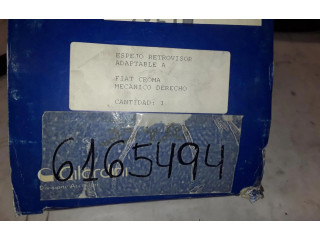 ESPEJO RETROVISOR
ADAPTABLE A
FIAT CROMA
MECANICO DERECHO
CANTIDAD: 1
6165494